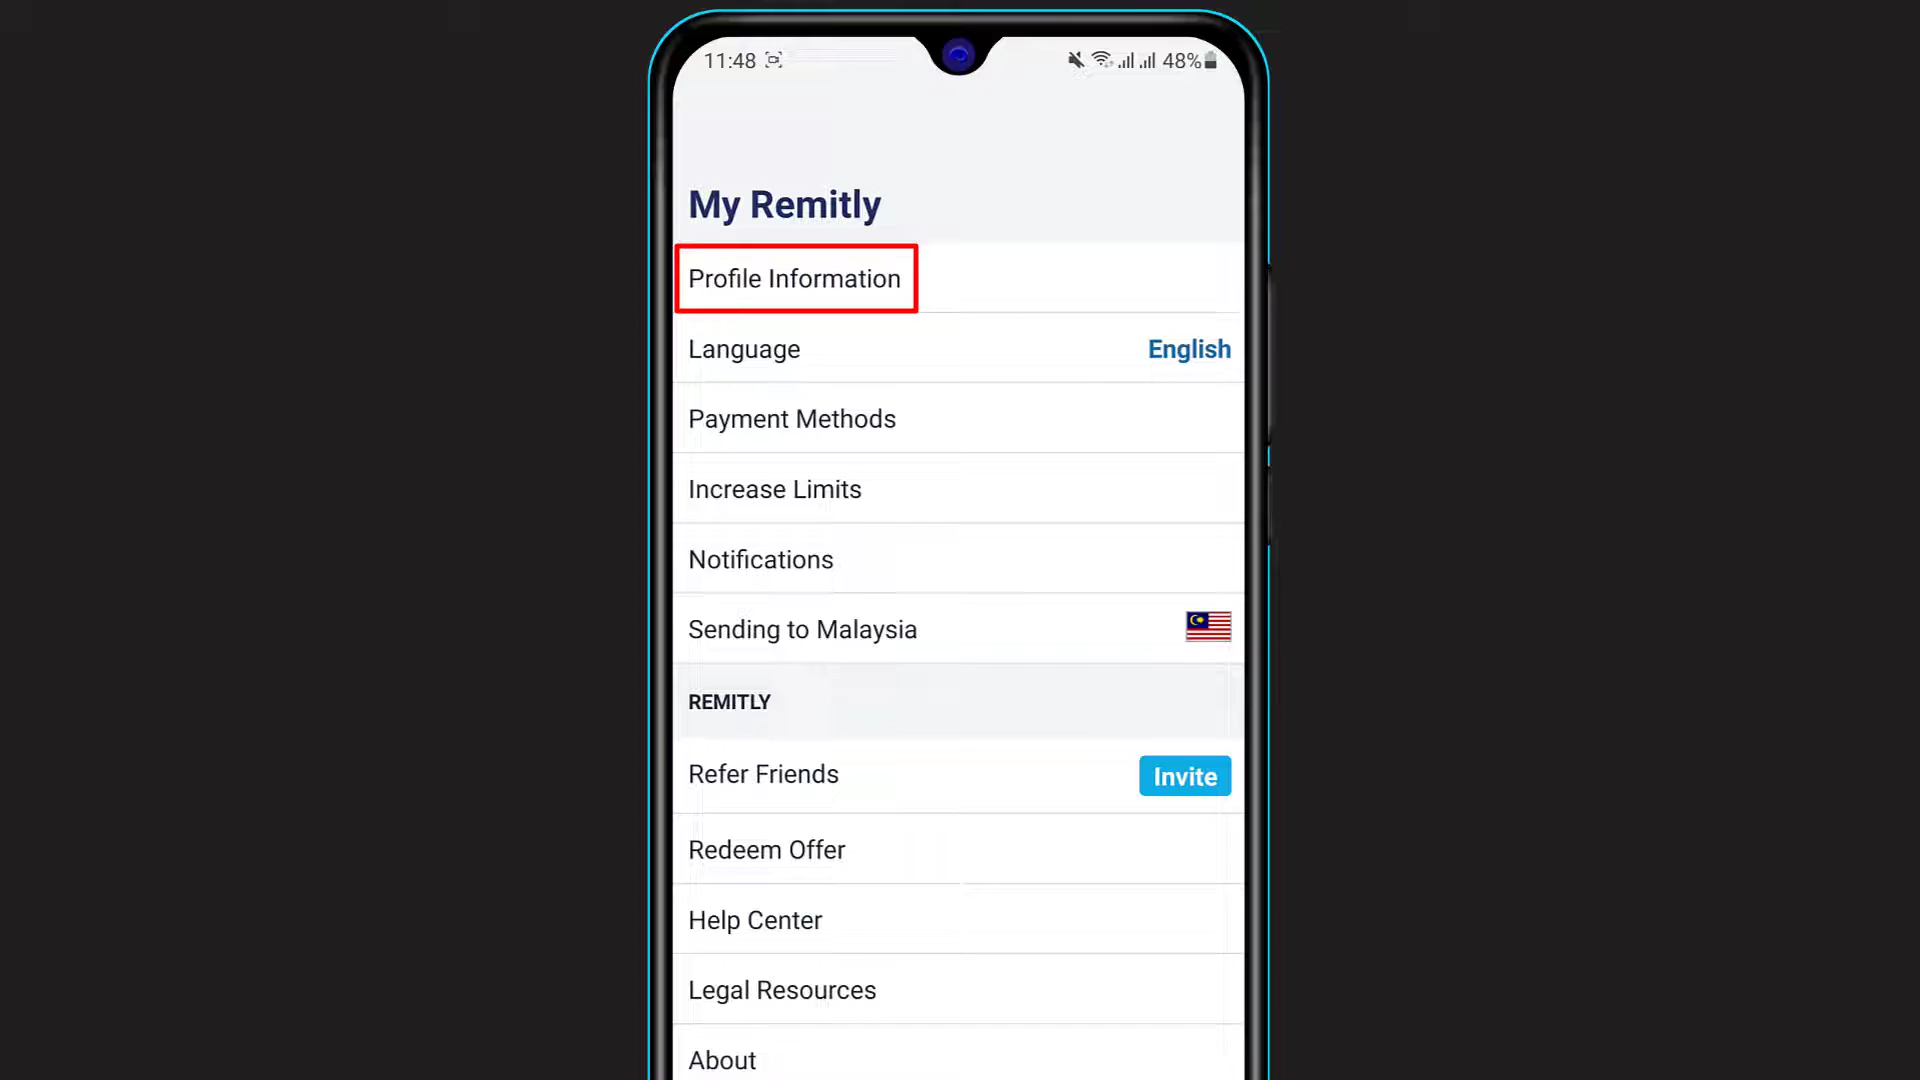 11:48 48%
My Remitly
Profile Information
Language English
Payment Methods
Increase Limits
Notifications
Sending to Malaysia
REMITLY
Refer Friends Invite
Redeem Offer
Help Center
Legal Resources
About